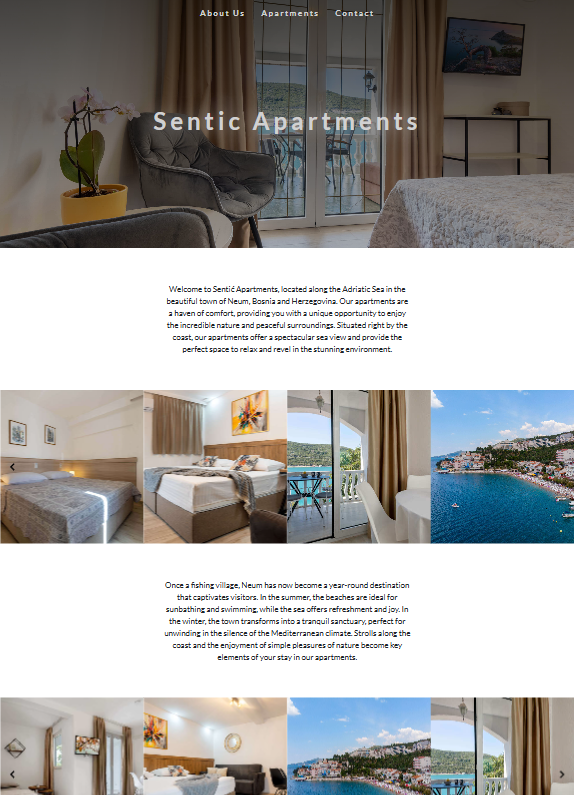 About Us Apartments Contact
Sentic Apartments
Welcome to Sentić Apartments, located along the Adriatic Sea in the
beautiful town of Neum, Bosnia and Herzegovina. Our apartments are
a haven of comfort, providing you with a unique opportunity to enjoy
the incredible nature and peaceful surroundings. Situated right by the
coast, our apartments offer a spectacular sea view and provide the
perfect space to relax and revel in the stunning environment.
Once a fishing village, Neum has now become a year-round destination
that captivates visitors. In the summer, the beaches are ideal for
sunbathing and swimming, while the sea offers refreshment and joy. In
the winter, the town transforms into a tranquil sanctuary, perfect for
unwinding in the silence of the Mediterranean climate. Strolls along the
coast and the enjoyment of simple pleasures of nature become key
elements of your stay in our apartments.